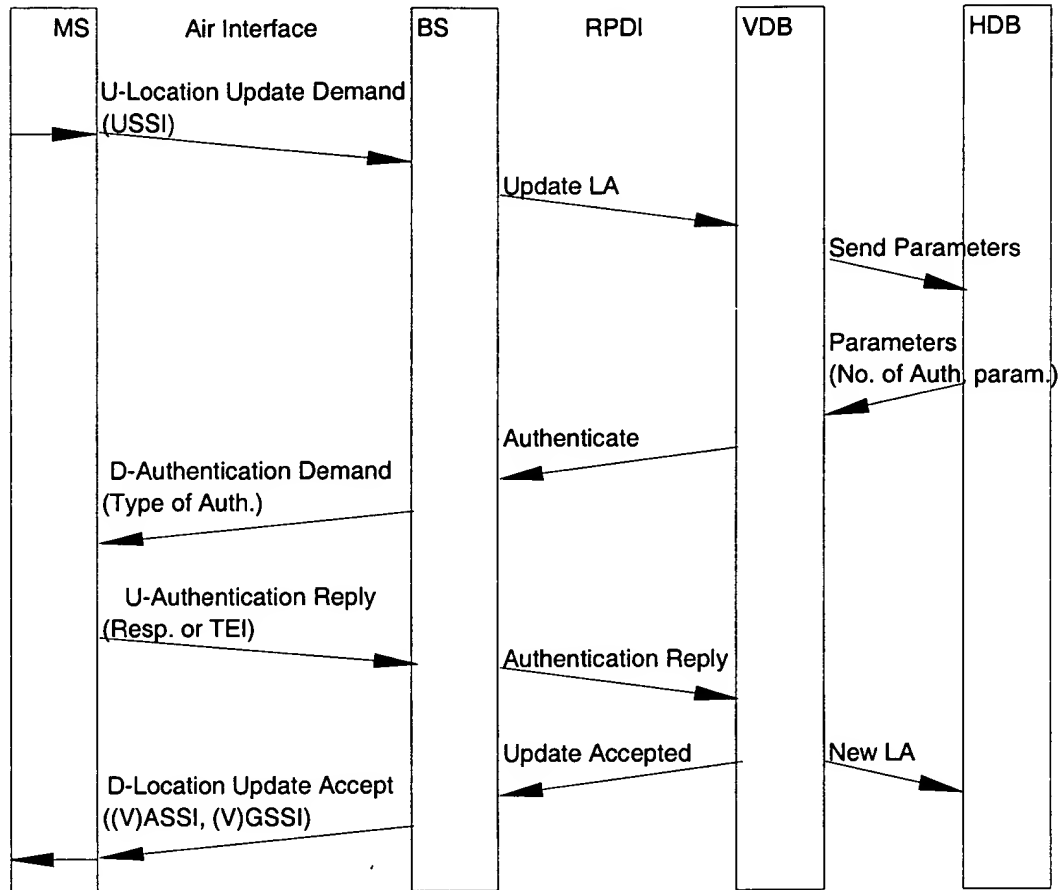 MS
Air Interface
BS
RPDI
VDB
HDB
U-Location Update Demand
(USSI)
Update LA
Send Parameters
Parameters
(No. of Auth. param.)
Authenticate
D-Authentication Demand
(Type of Auth.)
U-Authentication Reply
(Resp. or TEI)
Authentication Reply
Update Accepted
New LA
D-Location Update Accept
((V)ASSI, (V)GSSI)